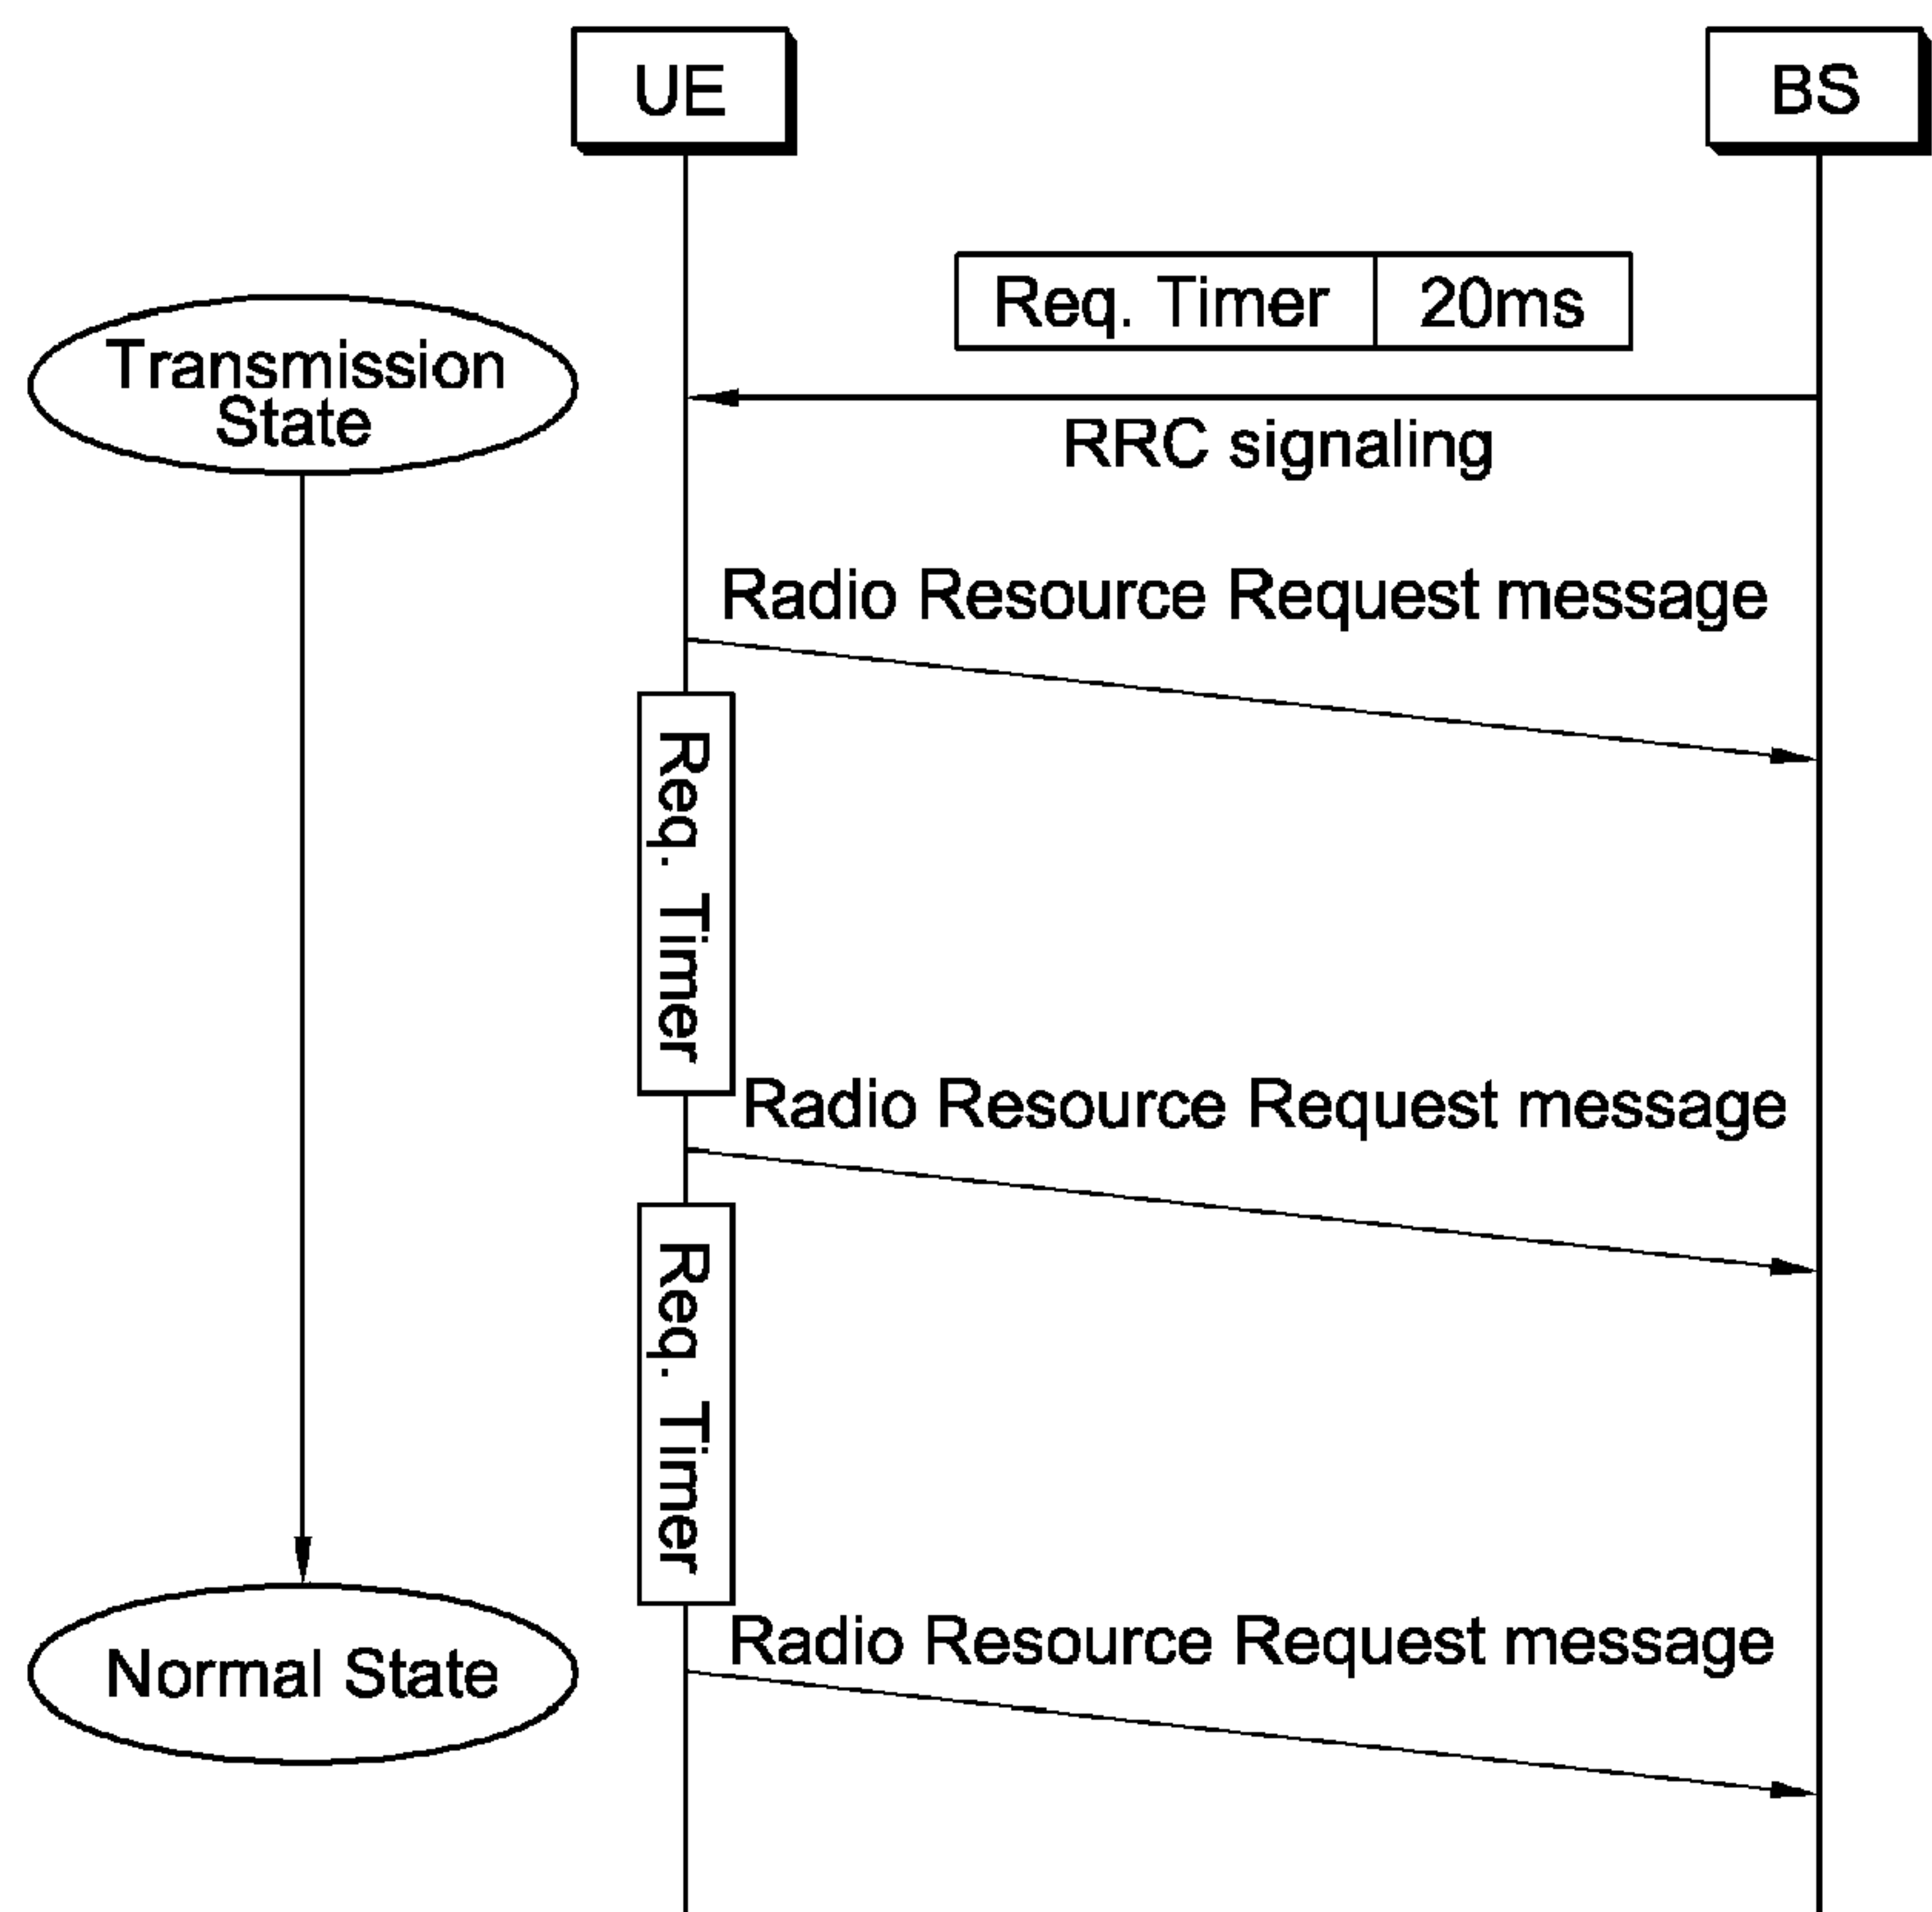 UE
BS
Req. Timer 20ms
Transmission
State
RRC signaling
Radio Resource Request message
Req. Timer
Radio Resource Request message
Req. Timer
Radio Resource Request message
Normal State